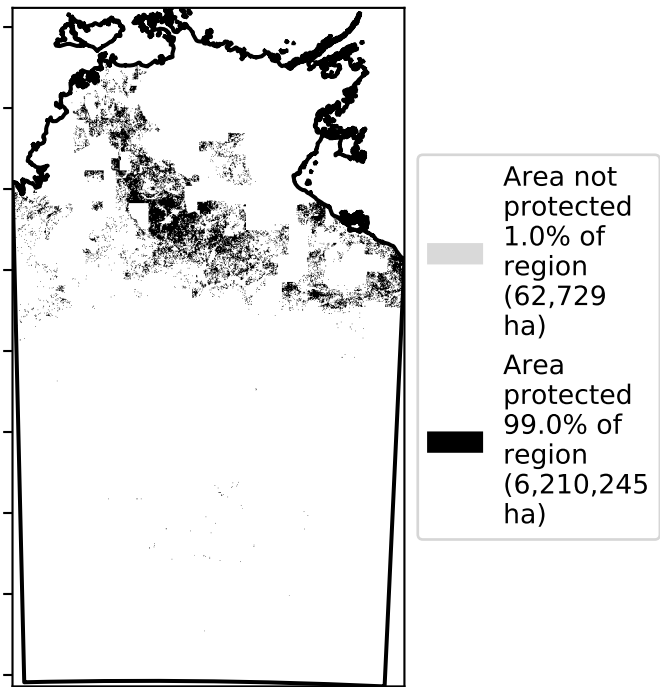 Area not
protected
1.0% of
region
(62,729
ha)
Area
protected
99.0% of
region
(6,210,245
ha)